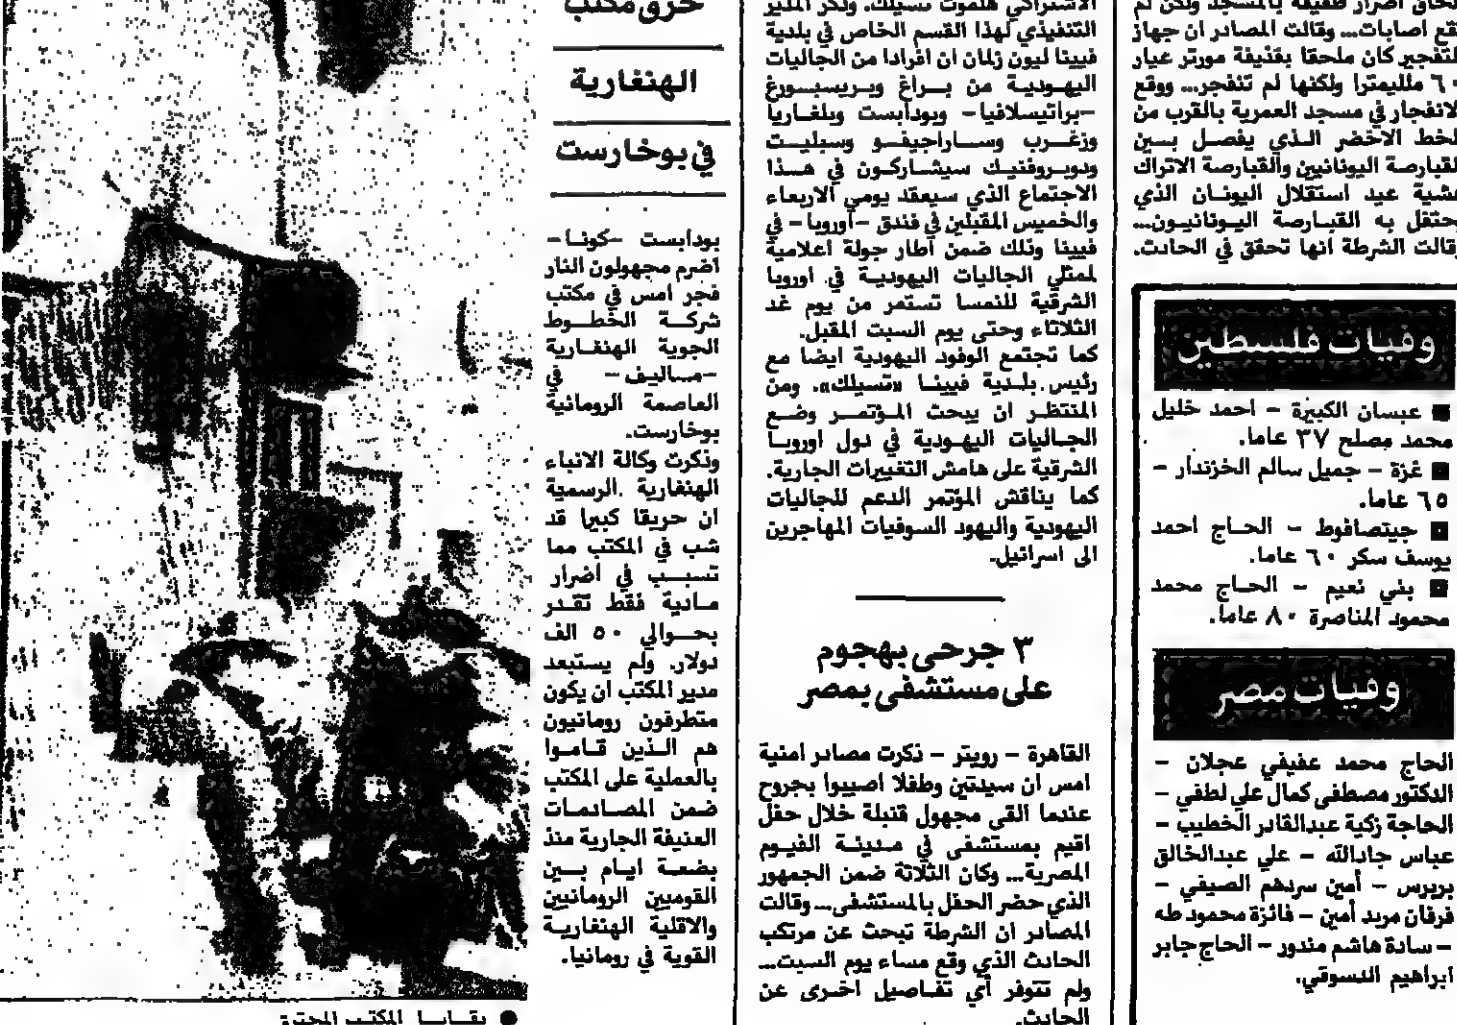 الحاق اضرار طفيفة بالمسجد ولكن لم
تقع اصابات... وقالت المصادر ان جهاز
التفجير كان ملحقا بقذيفة مورتر عيار
٦٠ ملليمترا ولكنها لم تنفجر... ووقع
الانفجار في مسجد العمرية بالقرب من
الخط الاخضر الذي يفصل بين
القبارصة اليونانيين والقبارصة الاتراك
عشية عيد استقلال اليونان الذي
يحتفل به القبارصة اليونانيون...
وقالت الشرطة انها تحقق في الحادث.
وفيات فلسطين
عبسان الكبيرة - احمد خليل
محمد مصلح ٣٧ عاما.
غزة - جميل سالم الخزندار -
٦٥ عاما.
جيتصافوط - الحاج احمد
يوسف سكر ٦٠ عاما.
بني نعيم - الحاج محمد
محمود المناصرة ٨٠ عاما.
وفيات مصر
الحاج محمد عفيفي عجلان -
الدكتور مصطفى كمال علي لطفي -
الحاجة زكية عبدالقادر الخطيب -
عباس جادالله - علي عبدالخالق
بريرس - أمين سردهم الصيفي -
فرفان مريد أمين - فائزة محمود طه
- سادة هاشم مندور - الحاج جابر
ابراهيم الدسوقي.
الاشتراكي هلموت تسيلك. وذكر المدير
التنفيذي لهذا القسم الخاص في بلدية
فيينا ليون زلمان ان افرادا من الجاليات
اليهودية من براغ وبريسبورغ
-براتيسلافيا- وبودابست وبلغاريا
وزغرب وساراجيفو وسبليت
ودوبروفنيك سيشاركون في هذا
الاجتماع الذي سيعقد يومي الاربعاء
والخميس المقبلين في فندق -اوروبا- في
فيينا وذلك ضمن اطار جولة اعلامية
لممثلي الجاليات اليهودية في اوروبا
الشرقية للنمسا تستمر من يوم غد
الثلاثاء وحتى يوم السبت المقبل.
كما تجتمع الوفود اليهودية ايضا مع
رئيس بلدية فيينا «تسيلك». ومن
المنتظر ان يبحث المؤتمر وضع
الجاليات اليهودية في دول اوروبا
الشرقية على هامش التغييرات الجارية.
كما يناقش المؤتمر الدعم للجاليات
اليهودية واليهود السوفيات المهاجرين
الى اسرائيل.
٣ جرحى بهجوم
على مستشفى بمصر
القاهرة - رويتر - ذكرت مصادر امنية
امس ان سيدتين وطفلا اصيبوا بجروح
عندما القى مجهول قنبلة خلال حفل
اقيم بمستشفى في مدينة الفيوم
المصرية... وكان الثلاثة ضمن الجمهور
الذي حضر الحفل بالمستشفى... وقالت
المصادر ان الشرطة تبحث عن مرتكب
الحادث الذي وقع مساء يوم السبت...
ولم تتوفر أي تفاصيل اخرى عن
الحادث.
حرق مكتب
الهنغارية
في بوخارست
بودابست -كونا-
اضرم مجهولون النار
فجر امس في مكتب
شركة الخطوط
الجوية الهنغارية
-ماليف- في
العاصمة الرومانية
بوخارست.
وذكرت وكالة الانباء
الهنغارية الرسمية
ان حريقا كبيرا قد
شب في المكتب مما
تسبب في اضرار
مادية فقط تقدر
بحوالي ٥٠ الف
دولار. ولم يستبعد
مدير المكتب ان يكون
متطرفون رومانيون
هم الذين قاموا
بالعملية على المكتب
ضمن المصادمات
العنيفة الجارية منذ
بضعة ايام بين
القوميين الرومانيين
والاقلية الهنغارية
القوية في رومانيا.
● بقايا المكتب المحترق